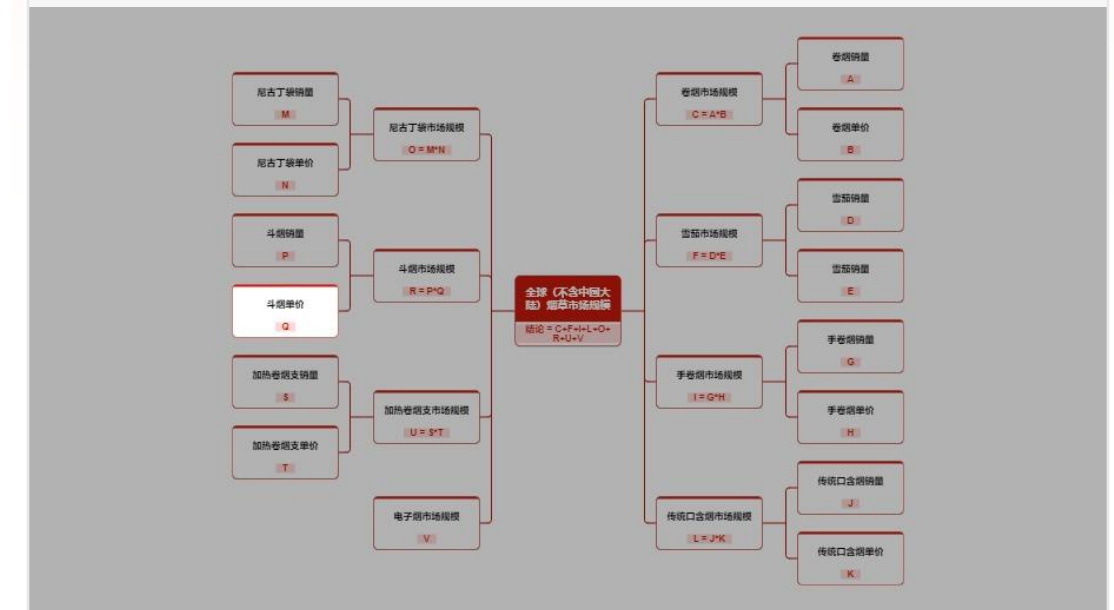 尼古丁袋销量
M
尼古丁袋单价
N
尼古丁袋市场规模
O = M*N
斗烟销量
P
斗烟单价
Q
斗烟市场规模
R = P*Q
加热卷烟支销量
S
加热卷烟支单价
T
加热卷烟支市场规模
U = S*T
电子烟市场规模
V
全球（不含中国大
陆）烟草市场规模
结论 = C+F+I+L+O+
R+U+V
卷烟市场规模
C = A*B
卷烟销量
A
卷烟单价
B
雪茄市场规模
F = D*E
雪茄销量
D
雪茄销量
E
手卷烟市场规模
I = G*H
手卷烟销量
G
手卷烟单价
H
传统口含烟市场规模
L = J*K
传统口含烟销量
J
传统口含烟单价
K